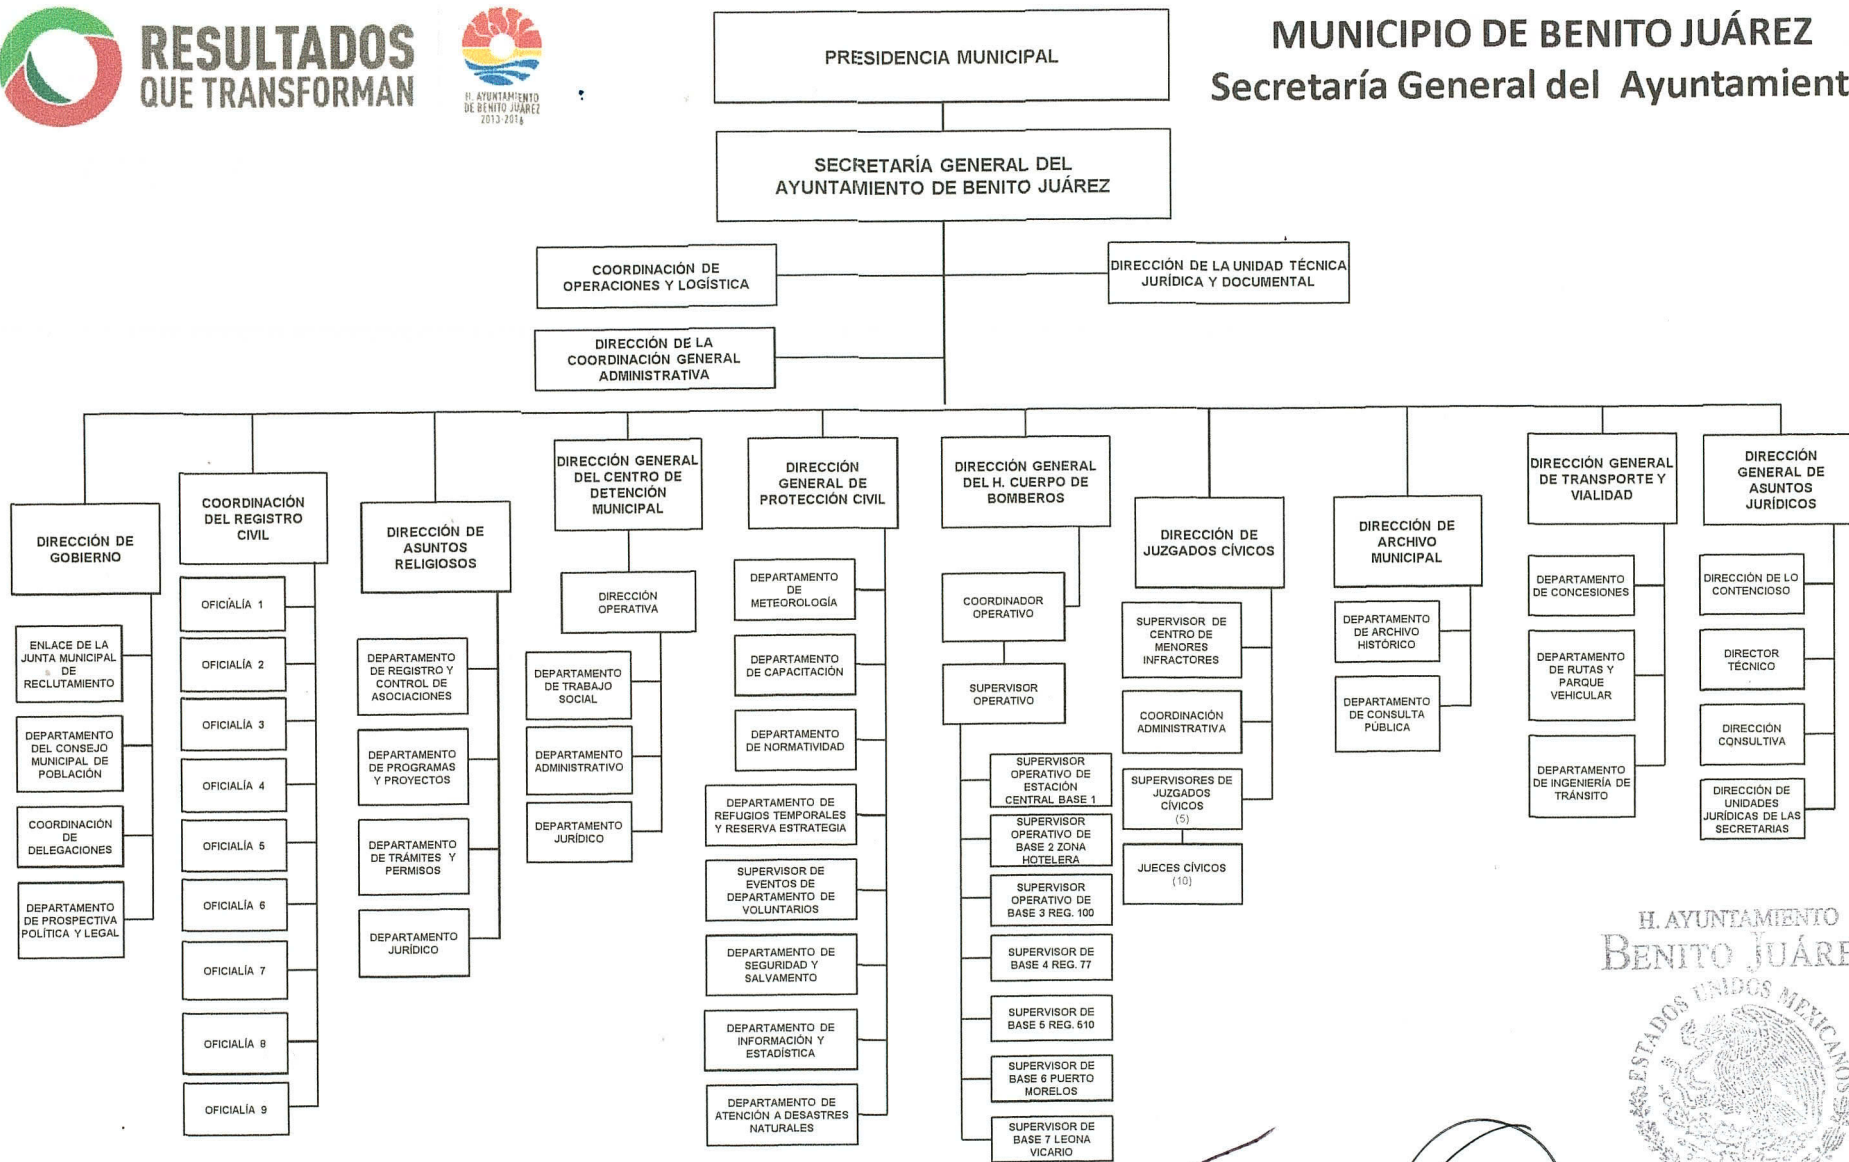 RESULTADOS
QUE TRANSFORMAN
H. AYUNTAMIENTO
DE BENITO JUÁREZ
2013-2016
MUNICIPIO DE BENITO JUÁREZ
Secretaría General del Ayuntamient
PRESIDENCIA MUNICIPAL
SECRETARÍA GENERAL DEL
AYUNTAMIENTO DE BENITO JUÁREZ
COORDINACIÓN DE
OPERACIONES Y LOGÍSTICA
DIRECCIÓN DE LA UNIDAD TÉCNICA
JURÍDICA Y DOCUMENTAL
DIRECCIÓN DE LA
COORDINACIÓN GENERAL
ADMINISTRATIVA
DIRECCIÓN DE
GOBIERNO
ENLACE DE LA
JUNTA MUNICIPAL
DE
RECLUTAMIENTO
DEPARTAMENTO
DEL CONSEJO
MUNICIPAL DE
POBLACIÓN
COORDINACIÓN
DE
DELEGACIONES
DEPARTAMENTO
DE PROSPECTIVA
POLÍTICA Y LEGAL
COORDINACIÓN
DEL REGISTRO
CIVIL
OFICIALÍA 1
OFICIALÍA 2
OFICIALÍA 3
OFICIALÍA 4
OFICIALÍA 5
OFICIALÍA 6
OFICIALÍA 7
OFICIALÍA 8
OFICIALÍA 9
DIRECCIÓN DE
ASUNTOS
RELIGIOSOS
DEPARTAMENTO
DE REGISTRO Y
CONTROL DE
ASOCIACIONES
DEPARTAMENTO
DE PROGRAMAS
Y PROYECTOS
DEPARTAMENTO
DE TRÁMITES Y
PERMISOS
DEPARTAMENTO
JURÍDICO
DIRECCIÓN GENERAL
DEL CENTRO DE
DETENCIÓN
MUNICIPAL
DIRECCIÓN
OPERATIVA
DEPARTAMENTO
DE TRABAJO
SOCIAL
DEPARTAMENTO
ADMINISTRATIVO
DEPARTAMENTO
JURÍDICO
DIRECCIÓN
GENERAL DE
PROTECCIÓN CIVIL
DEPARTAMENTO
DE
METEOROLOGÍA
DEPARTAMENTO
DE CAPACITACIÓN
DEPARTAMENTO
DE NORMATIVIDAD
DEPARTAMENTO DE
REFUGIOS TEMPORALES
Y RESERVA ESTRATEGIA
SUPERVISOR DE
EVENTOS DE
DEPARTAMENTO DE
VOLUNTARIOS
DEPARTAMENTO DE
SEGURIDAD Y
SALVAMENTO
DEPARTAMENTO DE
INFORMACIÓN Y
ESTADÍSTICA
DEPARTAMENTO DE
ATENCIÓN A DESASTRES
NATURALES
DIRECCIÓN GENERAL
DEL H. CUERPO DE
BOMBEROS
COORDINADOR
OPERATIVO
SUPERVISOR
OPERATIVO
SUPERVISOR
OPERATIVO DE
ESTACIÓN
CENTRAL BASE 1
SUPERVISOR
OPERATIVO DE
BASE 2 ZONA
HOTELERA
SUPERVISOR
OPERATIVO DE
BASE 3 REG. 100
SUPERVISOR DE
BASE 4 REG. 77
SUPERVISOR DE
BASE 5 REG. 510
SUPERVISOR DE
BASE 6 PUERTO
MORELOS
SUPERVISOR DE
BASE 7 LEONA
VICARIO
DIRECCIÓN DE
JUZGADOS CÍVICOS
SUPERVISOR DE
CENTRO DE
MENORES
INFRACTORES
COORDINACIÓN
ADMINISTRATIVA
SUPERVISORES DE
JUZGADOS
CÍVICOS
(5)
JUECES CÍVICOS
(10)
DIRECCIÓN DE
ARCHIVO
MUNICIPAL
DEPARTAMENTO
DE ARCHIVO
HISTÓRICO
DEPARTAMENTO
DE CONSULTA
PÚBLICA
DIRECCIÓN GENERAL
DE TRANSPORTE Y
VIALIDAD
DEPARTAMENTO
DE CONCESIONES
DEPARTAMENTO
DE RUTAS Y
PARQUE
VEHICULAR
DEPARTAMENTO
DE INGENIERÍA DE
TRÁNSITO
DIRECCIÓN
GENERAL DE
ASUNTOS
JURÍDICOS
DIRECCIÓN DE LO
CONTENCIOSO
DIRECTOR
TÉCNICO
DIRECCIÓN
CONSULTIVA
DIRECCIÓN DE
UNIDADES
JURÍDICAS DE LAS
SECRETARIAS
H. AYUNTAMIENTO
BENITO JUÁRE
ESTADOS UNIDOS MEXICANOS